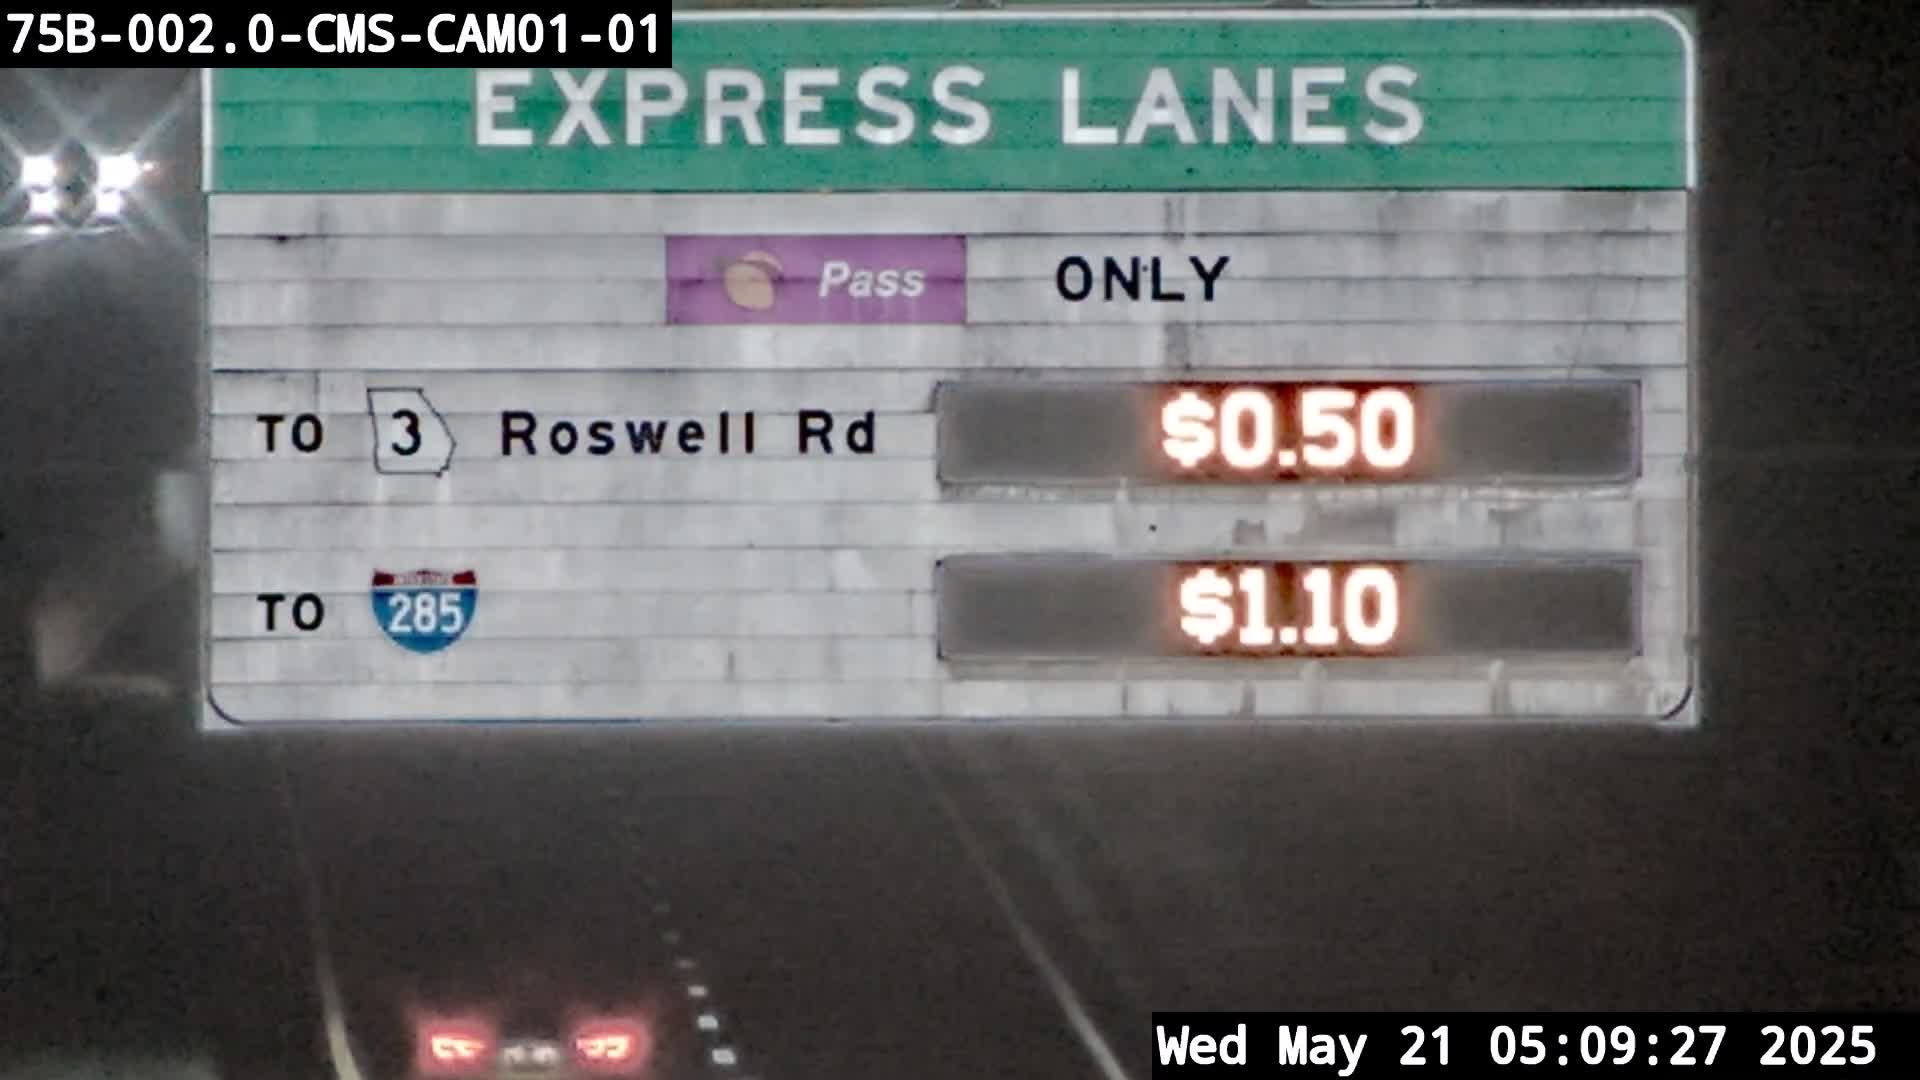 75B-002.0-CMS-CAM01-01
EXPRESS LANES
Pass ONLY
TO 3 Roswell Rd $0.50
TO 285 $1.10
Wed May 21 05:09:27 2025